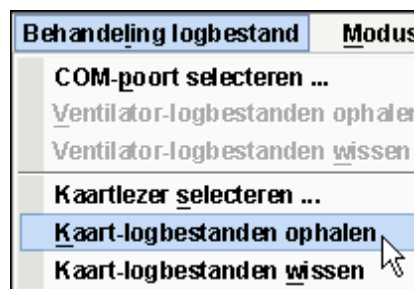 Behandeling logbestand Modus
COM-poort selecteren ...
Ventilator-logbestanden ophalen
Ventilator-logbestanden wissen
Kaartlezer selecteren ...
Kaart-logbestanden ophalen
Kaart-logbestanden wissen